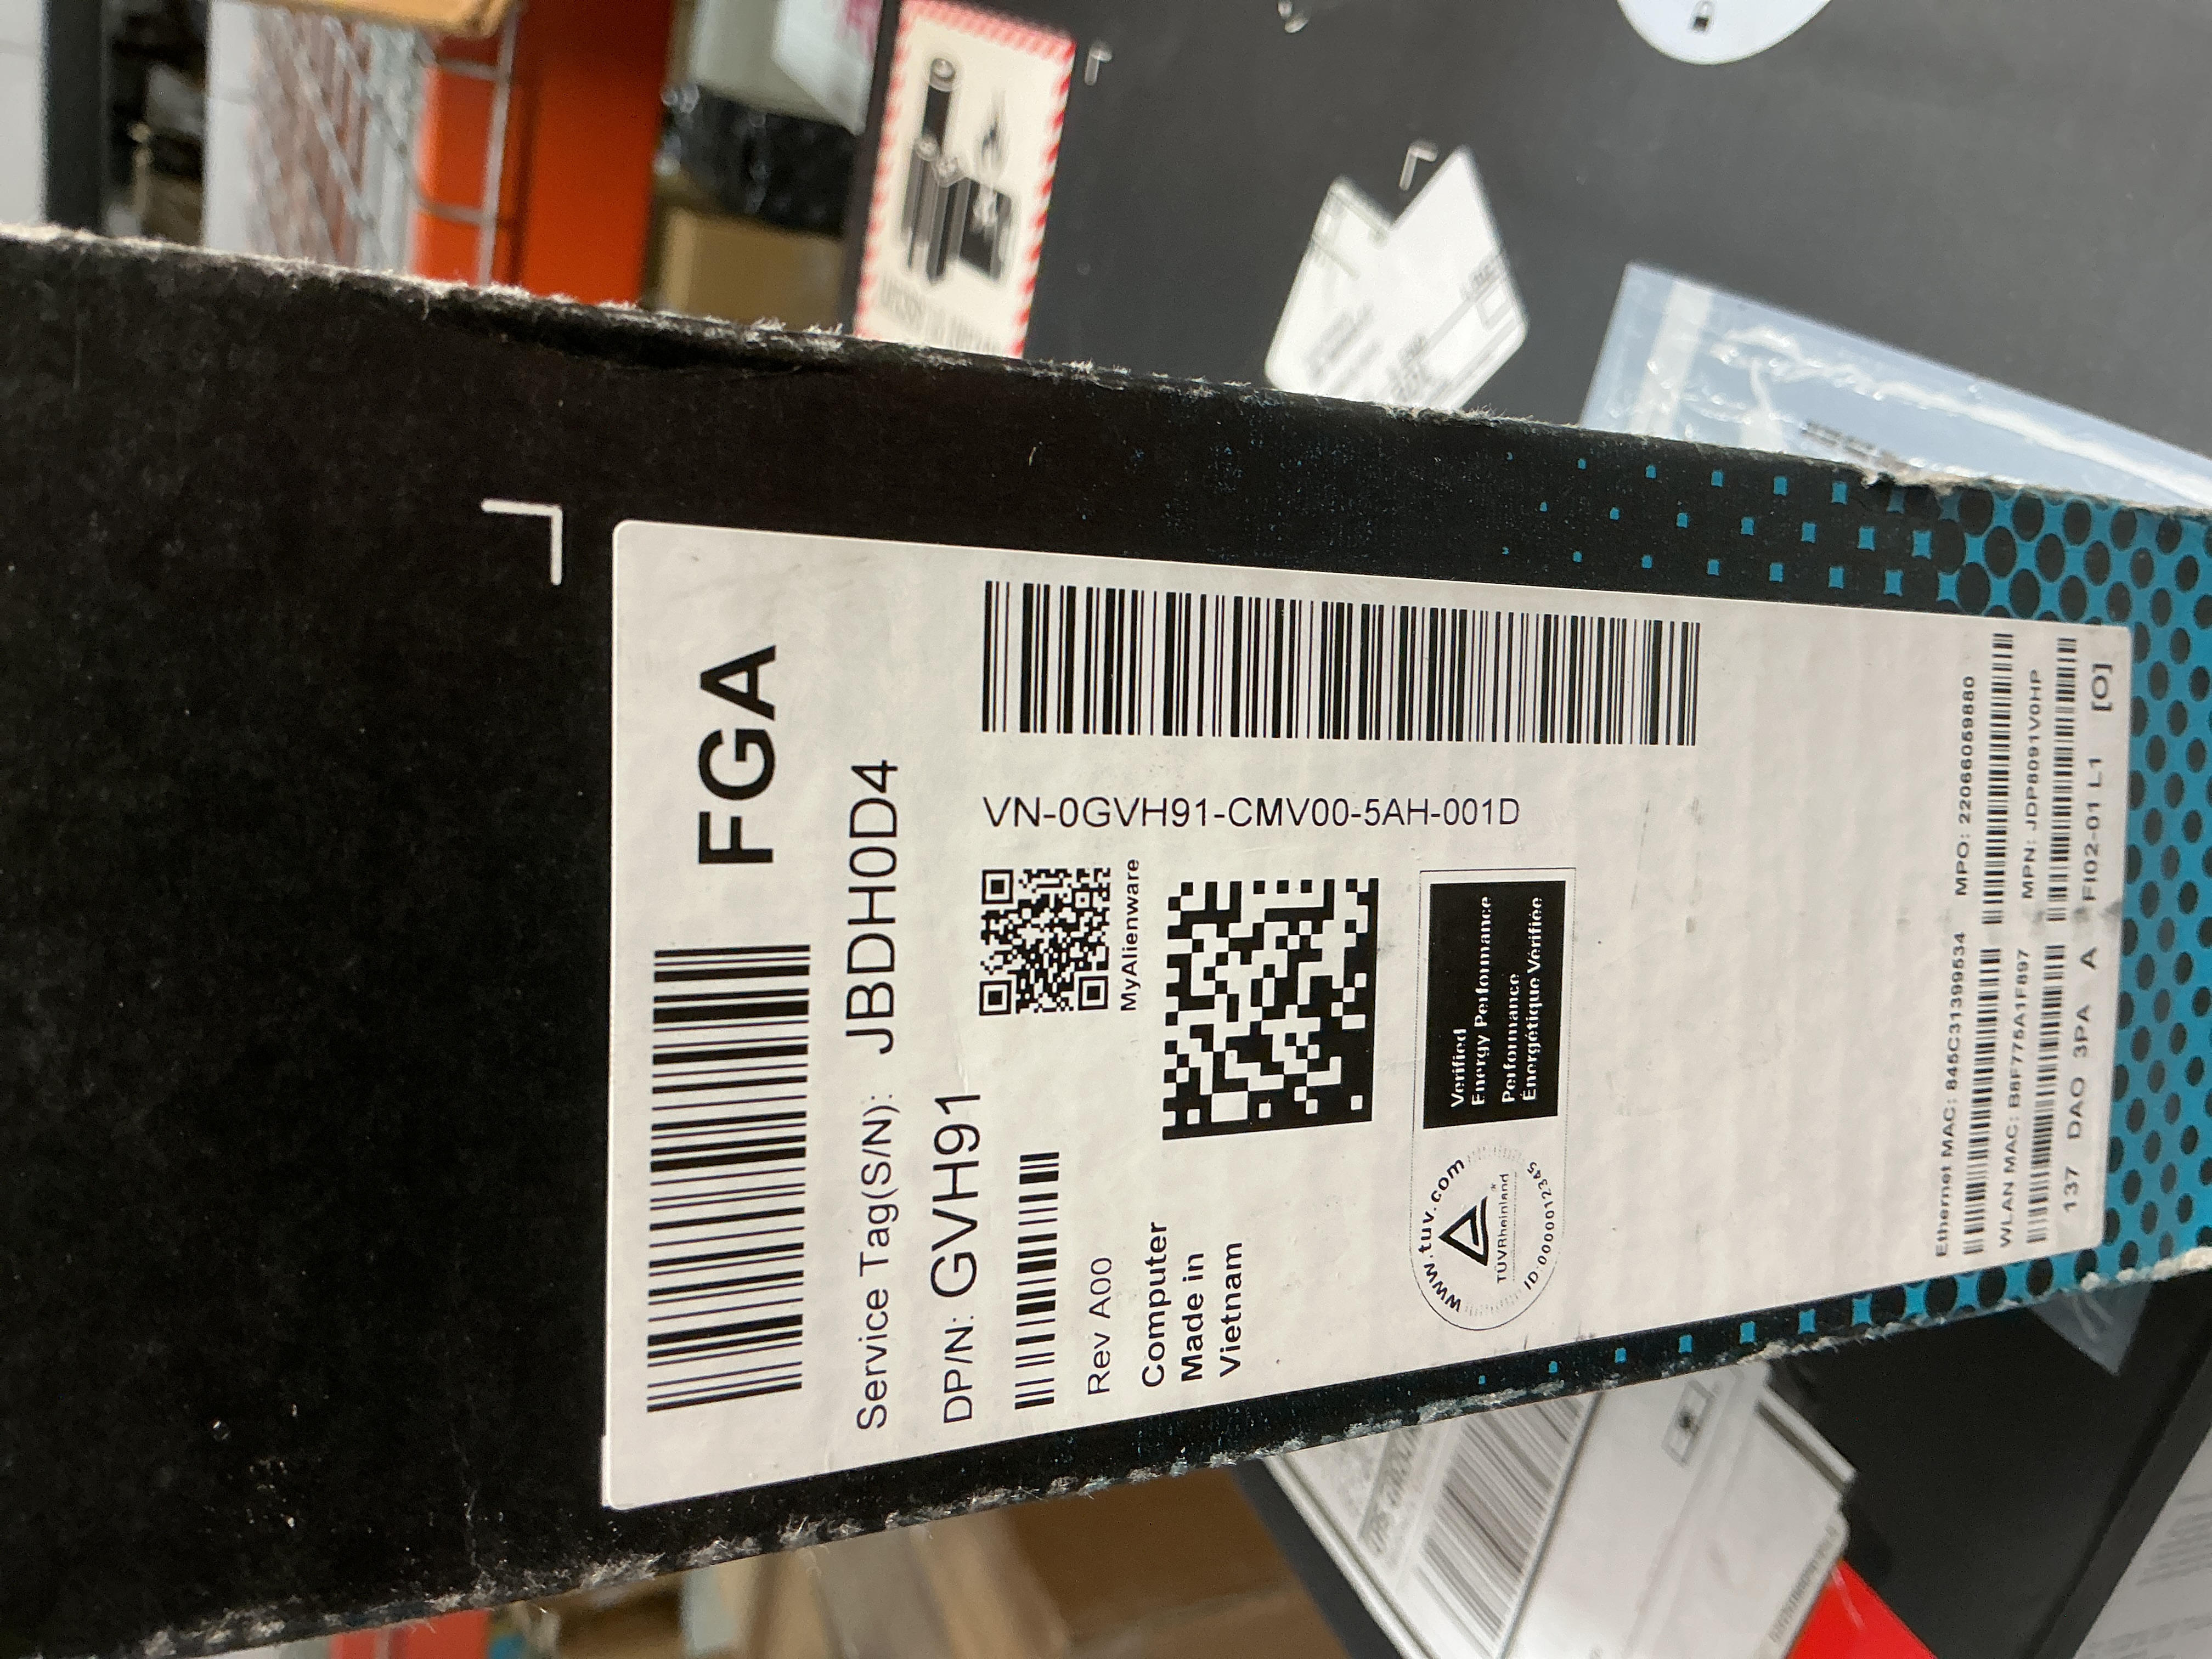 FGA
Service Tag(S/N): JBDH0D4
DP/N: GVH91
VN-0GVH91-CMV00-5AH-001D
Rev A00
MyAlienware
Computer
Made in
Vietnam
www.tuv.com
TÜVRheinland
ID:0000012345
Verified
Energy Performance
Performance
Énergétique Vérifiée
Ethernet MAC: 845C31399534 MPO: 22066059880
WLAN MAC: B8F775A1F897 MPN: JDP8091V0HP
137 DAO 3PA A FI02-01 L1 [O]